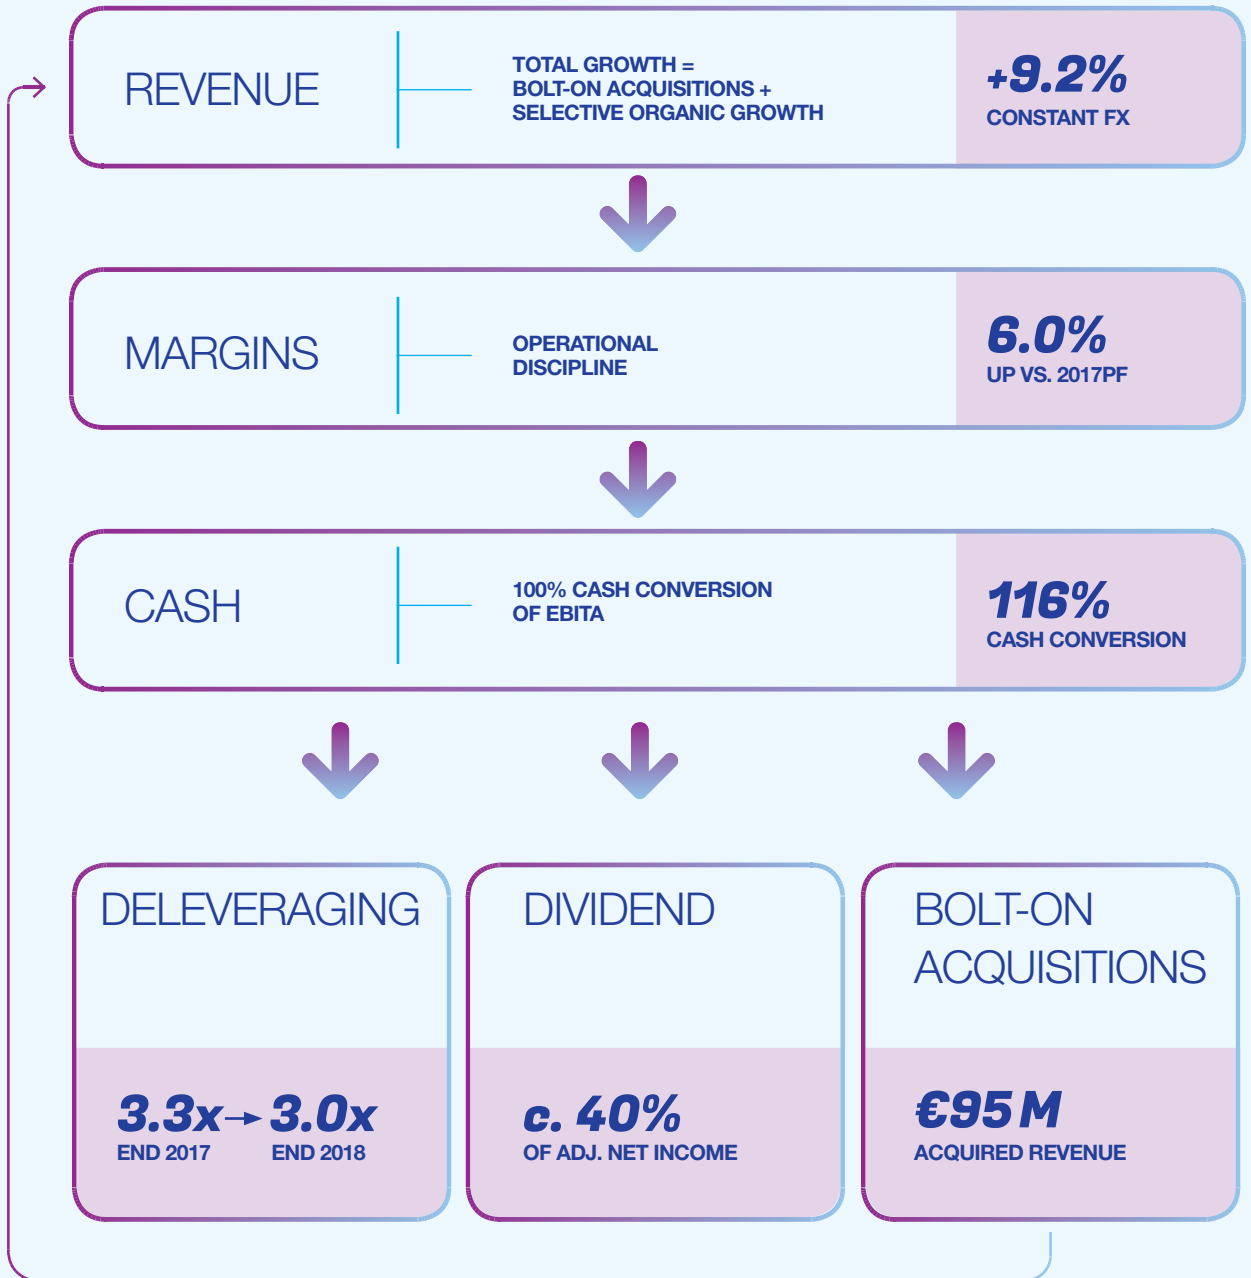 REVENUE
TOTAL GROWTH =
BOLT-ON ACQUISITIONS +
SELECTIVE ORGANIC GROWTH
+9.2%
CONSTANT FX
MARGINS
OPERATIONAL
DISCIPLINE
6.0%
UP VS. 2017PF
CASH
100% CASH CONVERSION
OF EBITA
116%
CASH CONVERSION
DELEVERAGING
3.3x → 3.0x
END 2017 END 2018
DIVIDEND
c. 40%
OF ADJ. NET INCOME
BOLT-ON
ACQUISITIONS
€95 M
ACQUIRED REVENUE